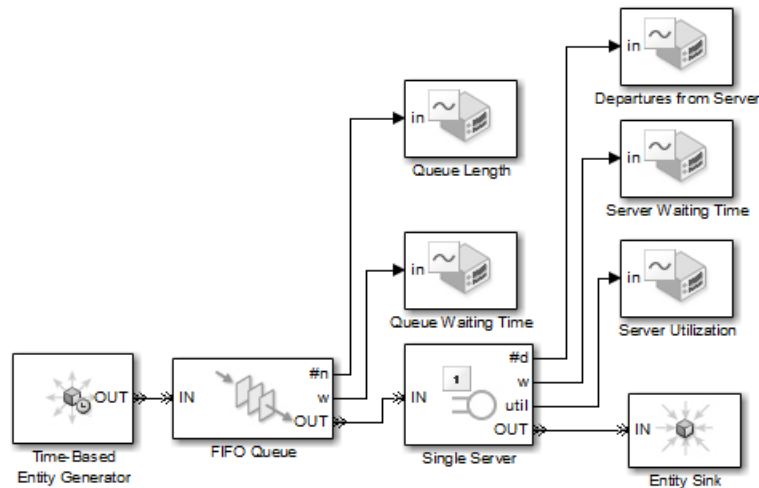 in
Departures from Server
in
Queue Length
in
Server Waiting Time
in
Queue Waiting Time
in
Server Utilization
OUT
Time-Based
Entity Generator
IN
#n
w
OUT
FIFO Queue
IN
1
#d
w
util
OUT
Single Server
IN
Entity Sink